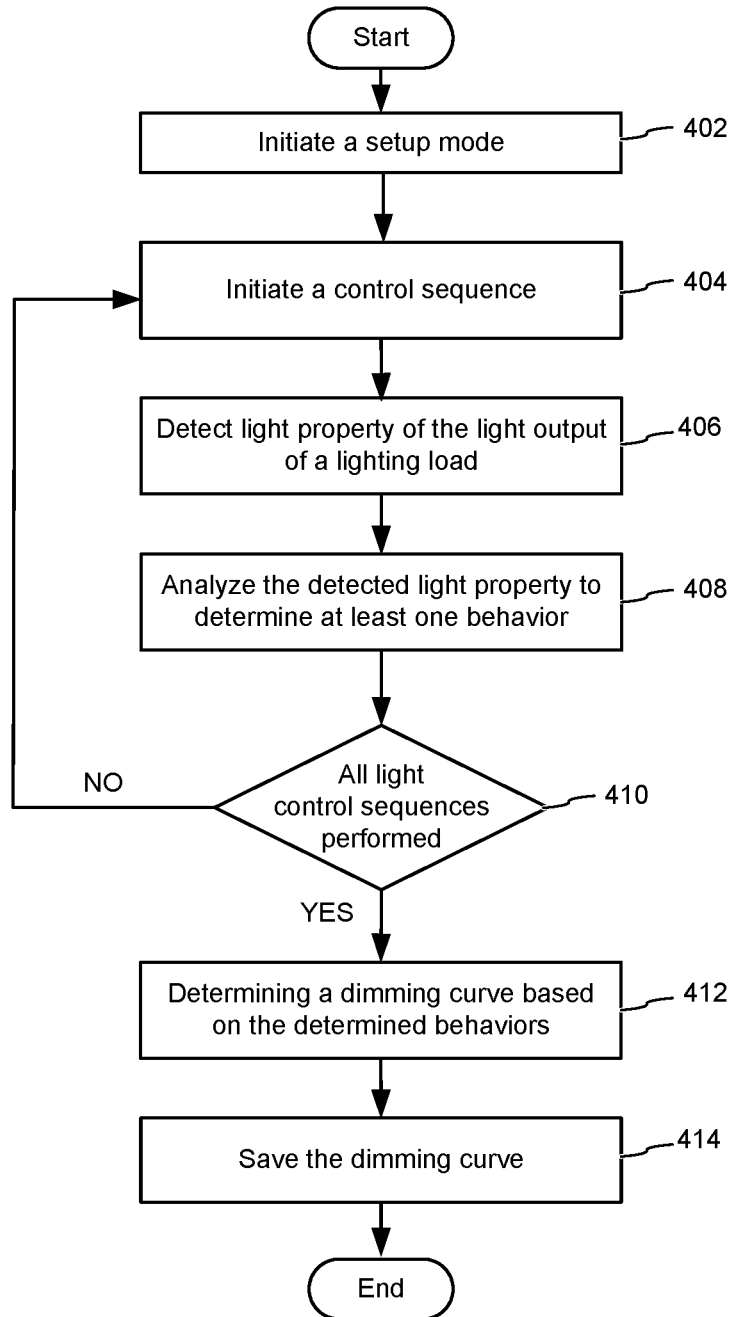 Start
Initiate a setup mode
402
Initiate a control sequence
404
Detect light property of the light output
of a lighting load
406
Analyze the detected light property to
determine at least one behavior
408
All light
control sequences
performed
410
NO
YES
Determining a dimming curve based
on the determined behaviors
412
Save the dimming curve
414
End